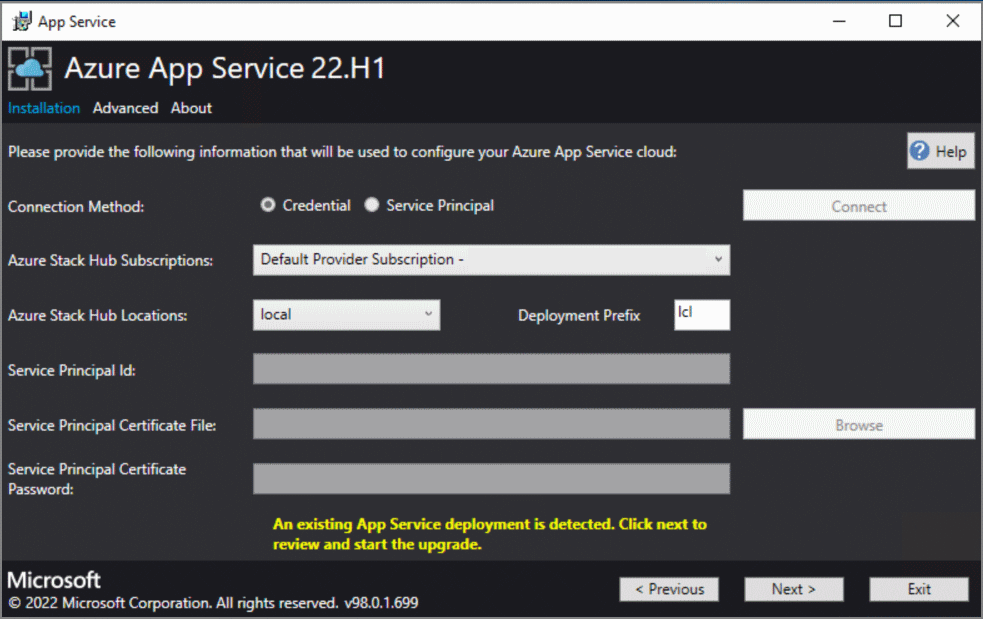 App Service
Azure App Service 22.H1
Installation Advanced About
Please provide the following information that will be used to configure your Azure App Service cloud:
Help
Connection Method:
Credential
Service Principal
Connect
Azure Stack Hub Subscriptions:
Default Provider Subscription -
Azure Stack Hub Locations:
local
Deployment Prefix
lcl
Service Principal Id:
Service Principal Certificate File:
Browse
Service Principal Certificate
Password:
An existing App Service deployment is detected. Click next to
review and start the upgrade.
Microsoft
© 2022 Microsoft Corporation. All rights reserved. v98.0.1.699
< Previous
Next >
Exit